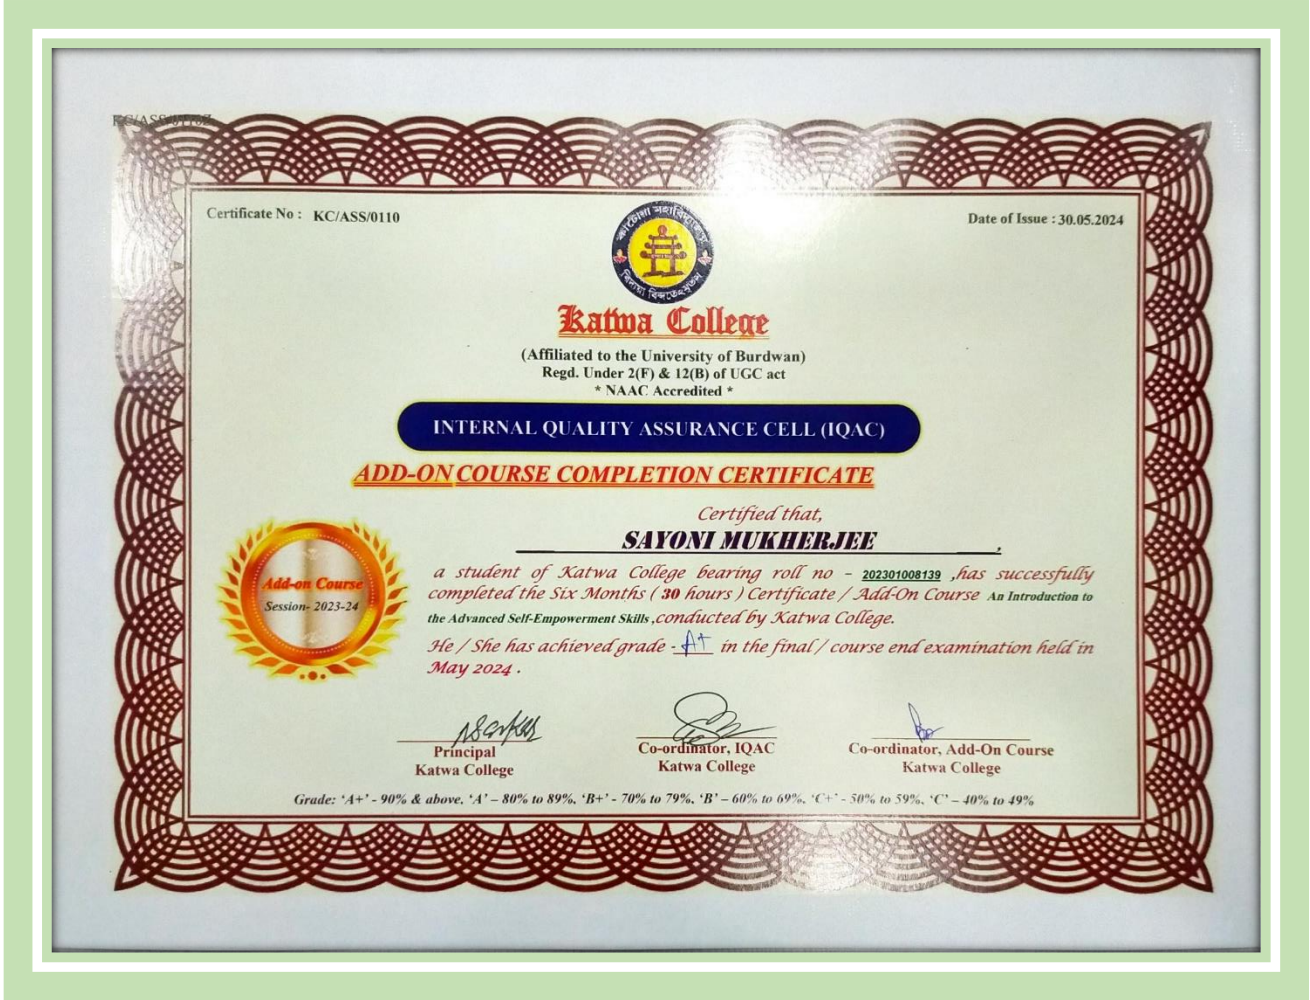 Certificate No : KC/ASS/0110
Date of Issue : 30.05.2024
কাটোয়া মহাবিদ্যালয়
Katwa College
(Affiliated to the University of Burdwan)
Regd. Under 2(F) & 12(B) of UGC act
* NAAC Accredited *
INTERNAL QUALITY ASSURANCE CELL (IQAC)
ADD-ON COURSE COMPLETION CERTIFICATE
Certified that,
SAYONI MUKHERJEE ,
a student of Katwa College bearing roll no - 202301008139 ,has successfully
completed the Six Months ( 30 hours ) Certificate / Add-On Course An Introduction to
the Advanced Self-Empowerment Skills ,conducted by Katwa College.
He / She has achieved grade - A+ in the final / course end examination held in
May 2024 .
Add-on Course
Session- 2023-24
Principal
Katwa College
Co-ordinator, IQAC
Katwa College
Co-ordinator, Add-On Course
Katwa College
Grade: ‘A+’ - 90% & above, ‘A’ – 80% to 89%, ‘B+’ - 70% to 79%, ‘B’ – 60% to 69%, ‘C+’ - 50% to 59%, ‘C’ – 40% to 49%